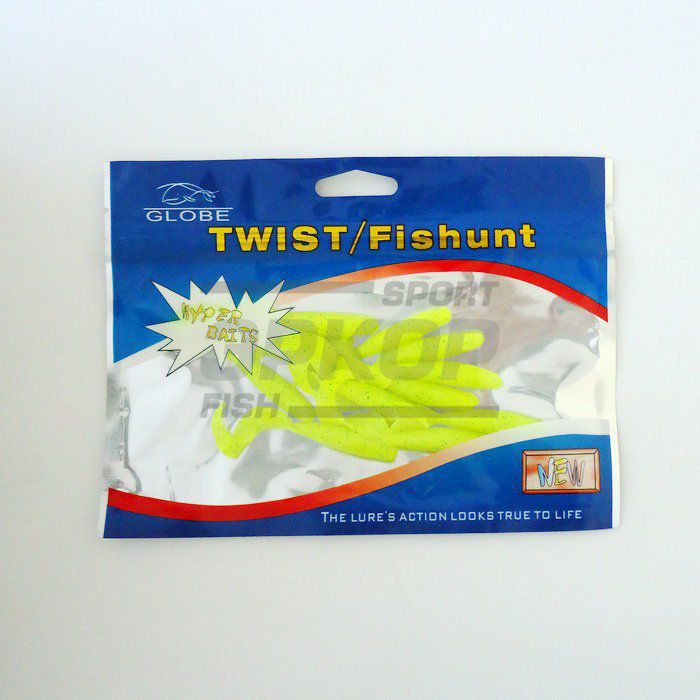 GLOBE
TWIST/Fishunt
HYPER
BAITS
SPORT
FISH
NEW
THE LURE'S ACTION LOOKS TRUE TO LIFE